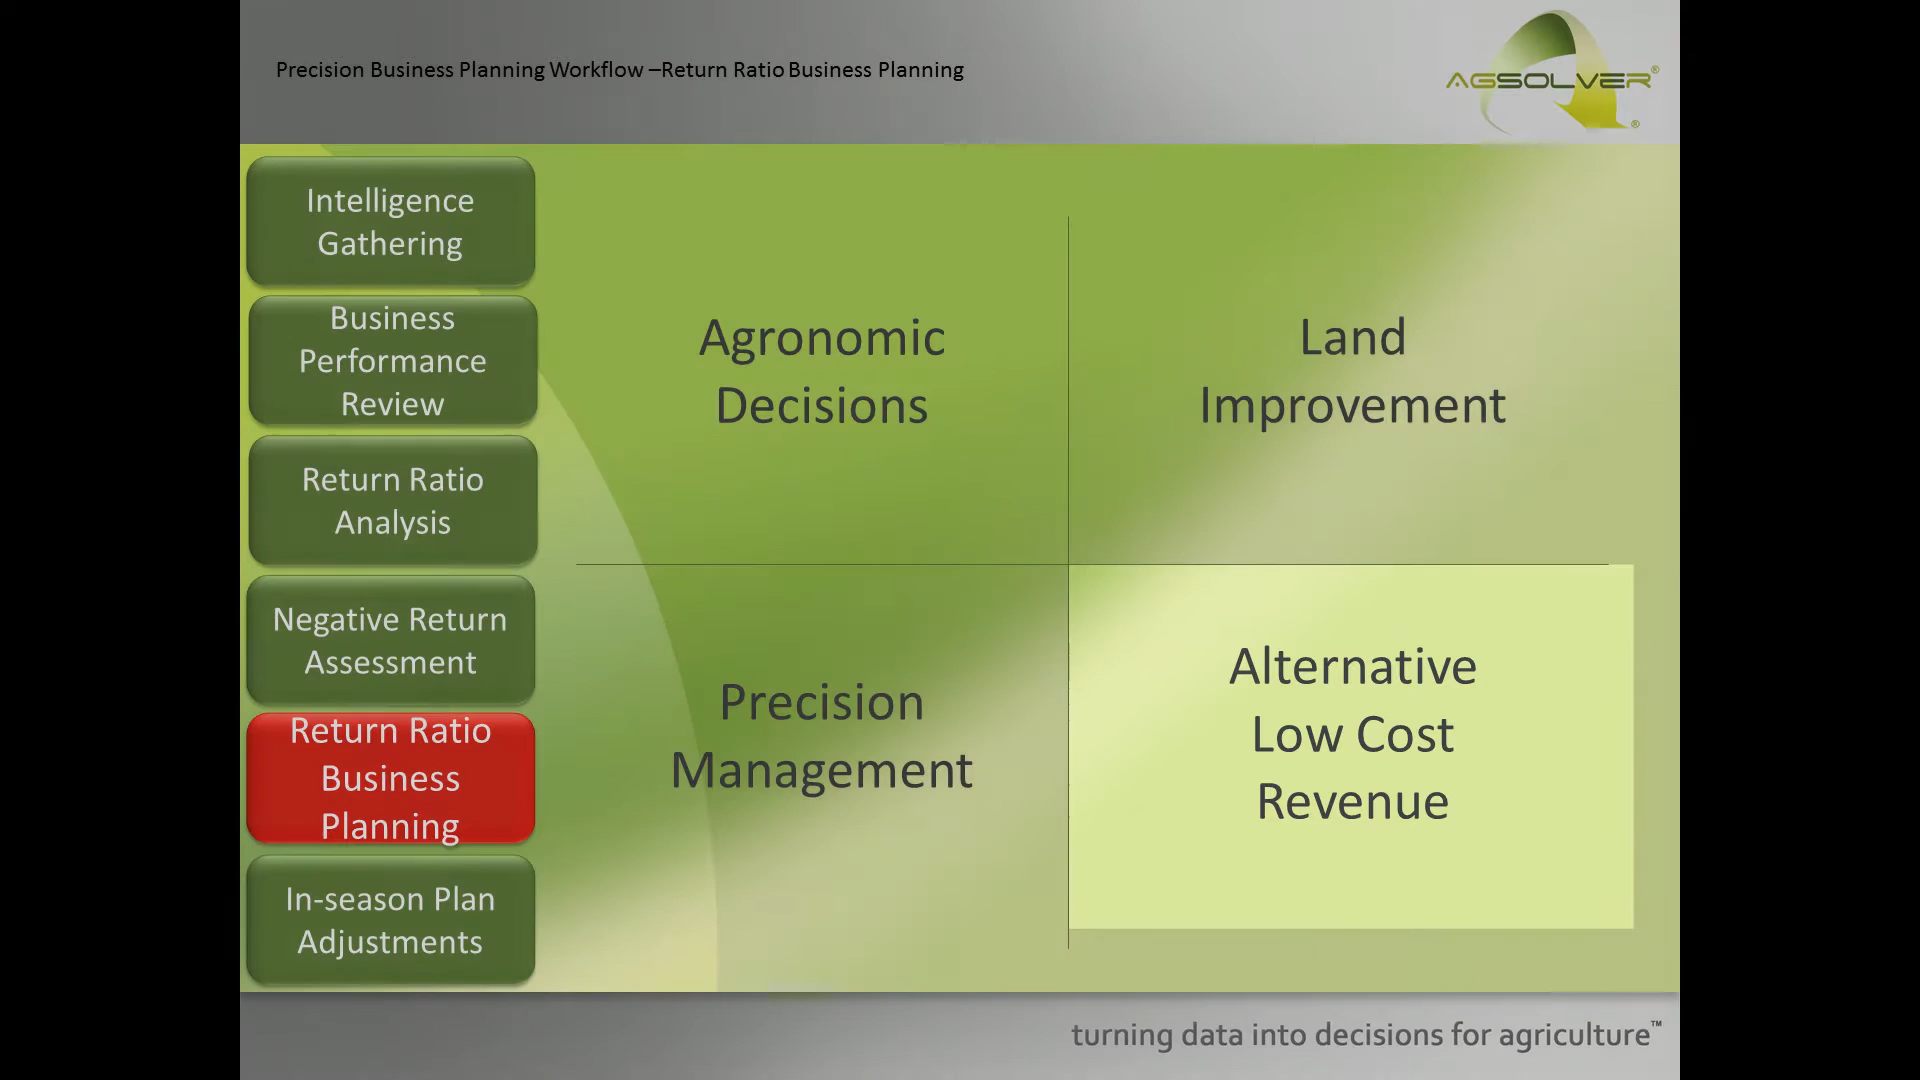 Precision Business Planning Workflow –Return Ratio Business Planning
AGSOLVER®
®
Intelligence
Gathering
Business
Performance
Review
Return Ratio
Analysis
Negative Return
Assessment
Return Ratio
Business
Planning
In-season Plan
Adjustments
Agronomic
Decisions
Land
Improvement
Precision
Management
Alternative
Low Cost
Revenue
turning data into decisions for agriculture™